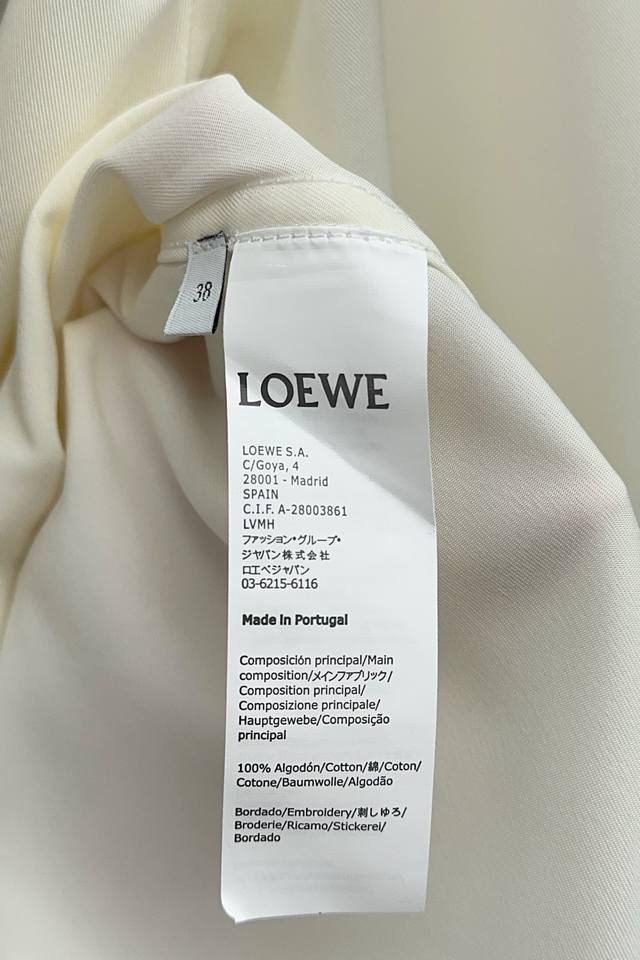 38
LOEWE
LOEWE S.A.
C/Goya, 4
28001 - Madrid
SPAIN
C.I.F. A-28003861
LVMH
ファッション・グループ・
ジャパン株式会社
ロエベジャパン
03-6215-6116
Made in Portugal
Composición principal/Main
composition/メインファブリック/
Composition principal/
Composizione principale/
Hauptgewebe/Composição
principal
100% Algodón/Cotton/綿/Coton/
Cotone/Baumwolle/Algodão
Bordado/Embroidery/刺しゆろ/
Broderie/Ricamo/Stickerei/
Bordado